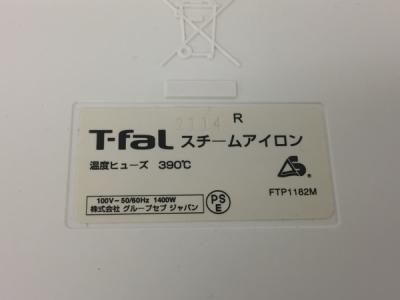 2114 R
T-faL スチームアイロン
温度ヒューズ 390℃
FTP1182M
100V～50/60Hz 1400W
株式会社 グループセブ ジャパン
PS
E